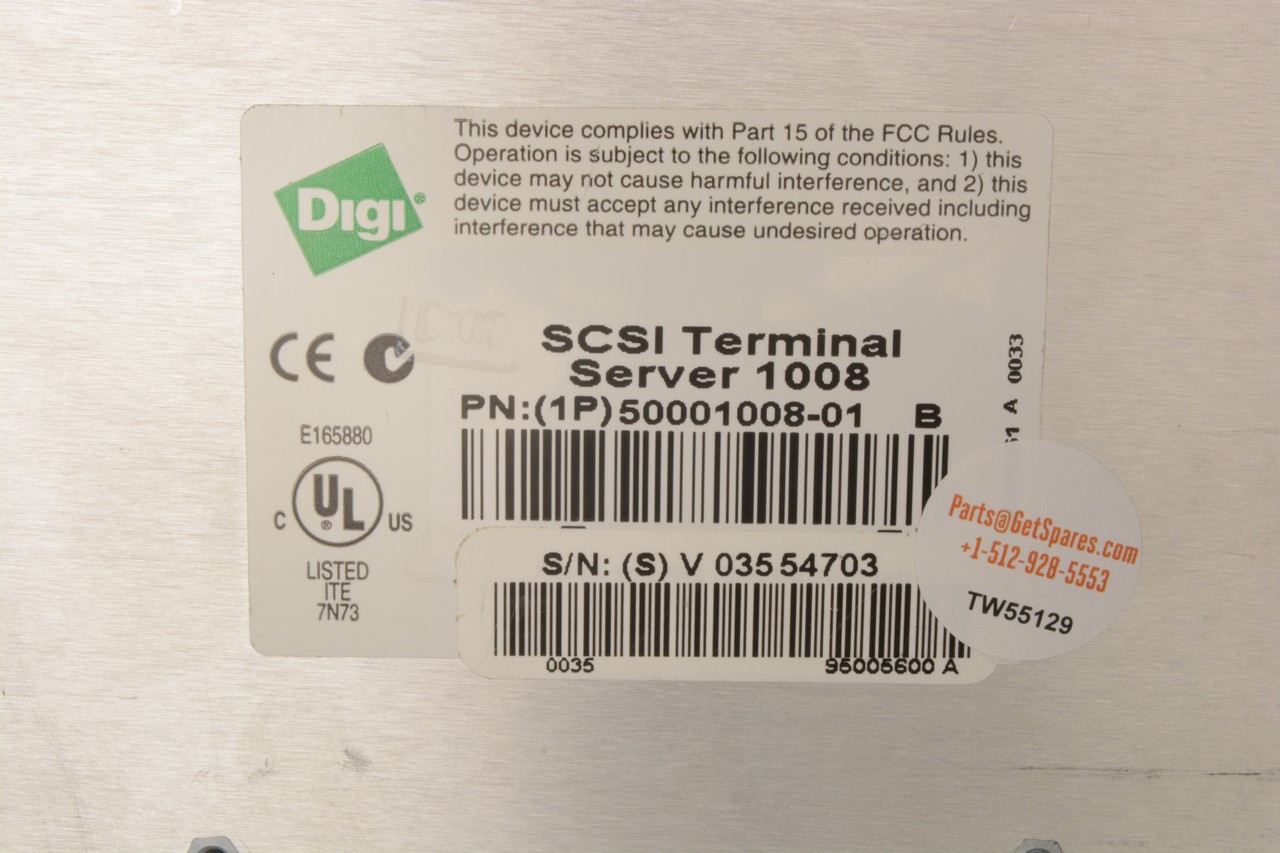 This device complies with Part 15 of the FCC Rules.
Operation is subject to the following conditions: 1) this
device may not cause harmful interference, and 2) this
device must accept any interference received including
interference that may cause undesired operation.
Digi®
SCSI Terminal
Server 1008
PN:(1P)50001008-01 B
A 0033
CE
E165880
C UL® US
LISTED
ITE
7N73
S/N: (S) V 03554703
0035 95005600 A
Parts@GetSpares.com
+1-512-928-5553
TW55129